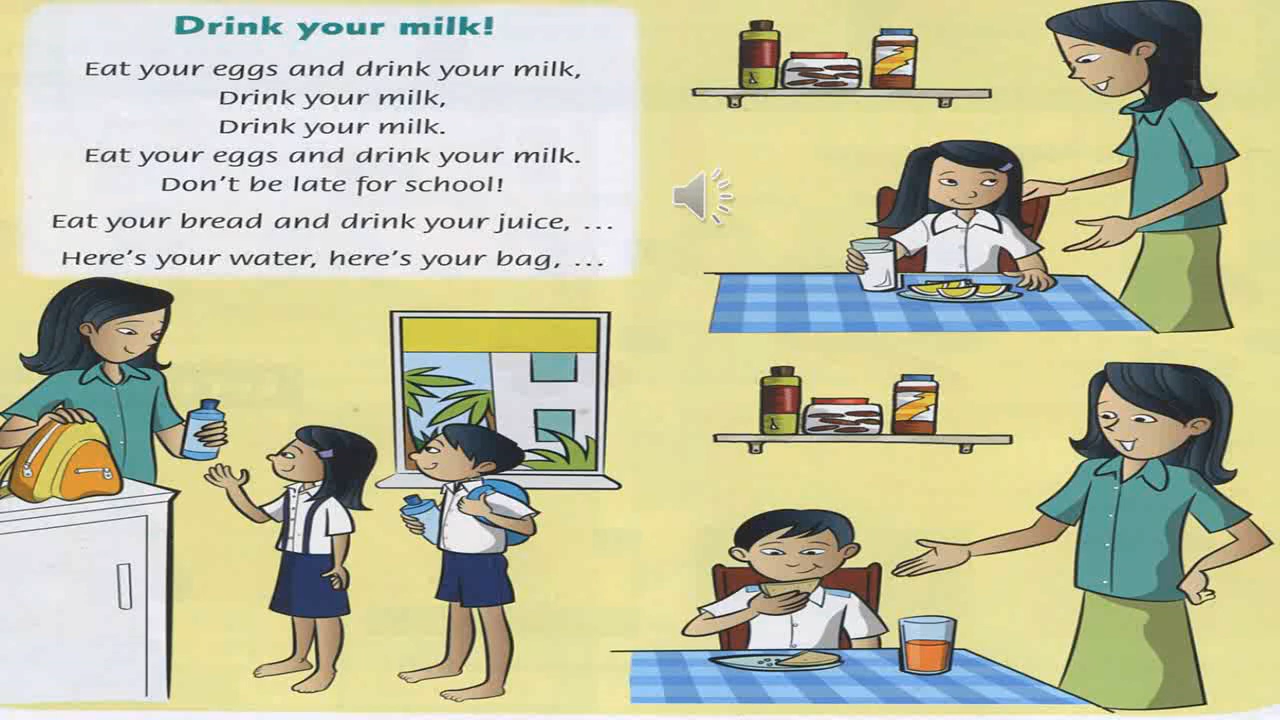 Drink your milk!
Eat your eggs and drink your milk,
Drink your milk,
Drink your milk.
Eat your eggs and drink your milk.
Don't be late for school!
Eat your bread and drink your juice, ...
Here's your water, here's your bag, ...